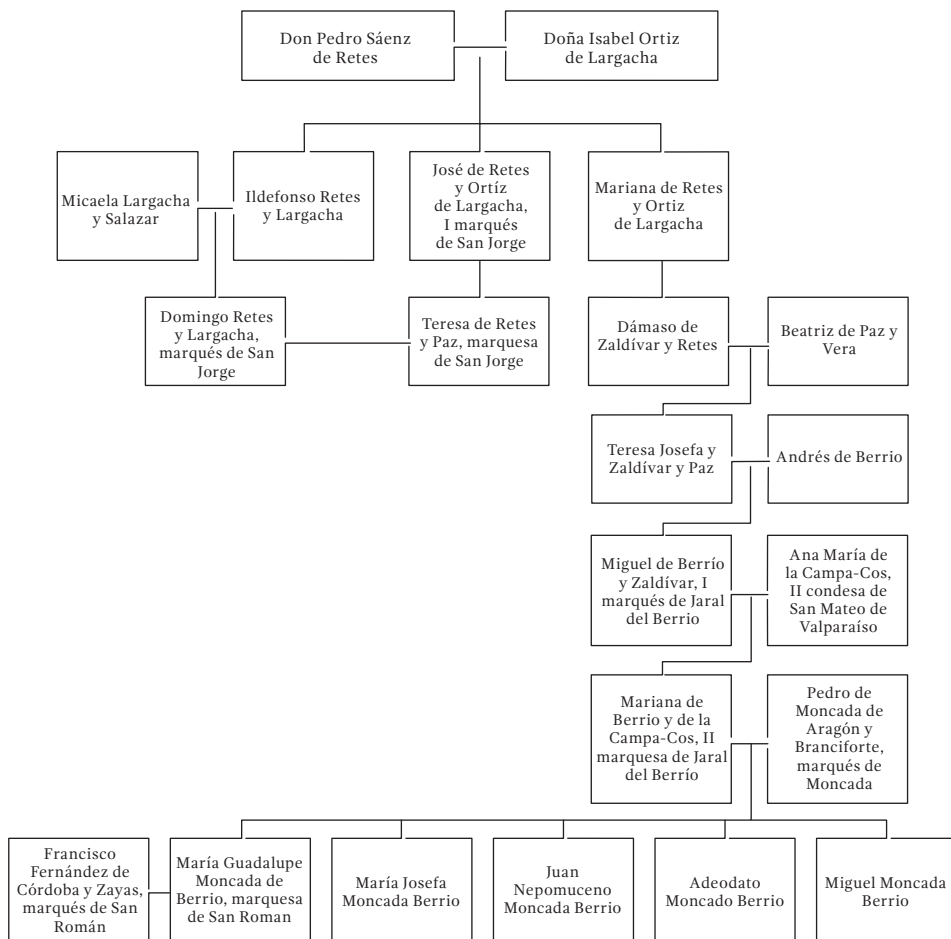 Don Pedro Sáenz
de Retes
Doña Isabel Ortiz
de Largacha
Micaela Largacha
y Salazar
Ildefonso Retes
y Largacha
José de Retes
y Ortíz
de Largacha,
I marqués
de San Jorge
Mariana de Retes
y Ortiz
de Largacha
Domingo Retes
y Largacha,
marqués de San
Jorge
Teresa de Retes
y Paz, marquesa
de San Jorge
Dámaso de
Zaldívar y Retes
Beatriz de Paz y
Vera
Teresa Josefa y
Zaldívar y Paz
Andrés de Berrio
Miguel de Berrío
y Zaldívar, I
marqués de Jaral
del Berrio
Ana María de
la Campa-Cos,
II condesa de
San Mateo de
Valparaíso
Mariana de
Berrio y de la
Campa-Cos, II
marquesa de Jaral
del Berrío
Pedro de
Moncada de
Aragón y
Branciforte,
marqués de
Moncada
Francisco
Fernández de
Córdoba y Zayas,
marqués de San
Román
María Guadalupe
Moncada de
Berrio, marquesa
de San Roman
María Josefa
Moncada Berrio
Juan
Nepomuceno
Moncada Berrio
Adeodato
Moncado Berrio
Miguel Moncada
Berrio